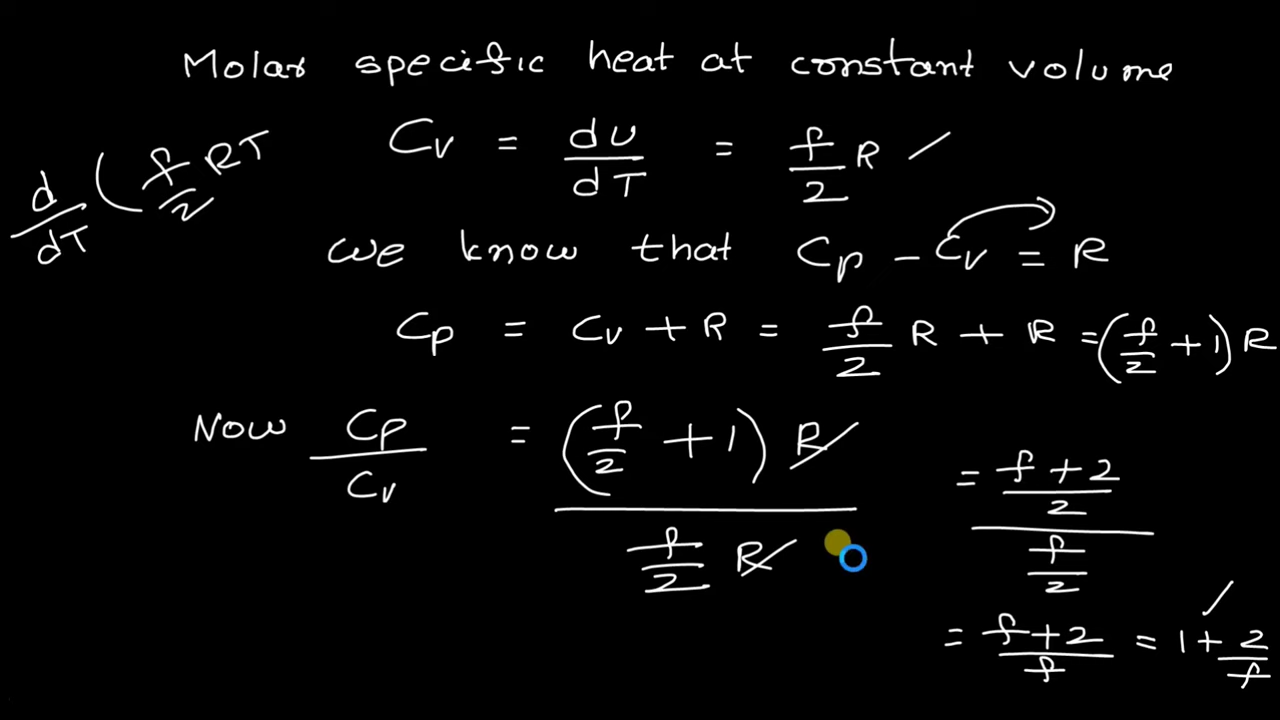 Molar specific heat at constant volume
d/dT ( f/2 RT
Cv = dU/dT = f/2 R
We know that Cp - Cv = R
Cp = Cv + R = f/2 R + R = (f/2 + 1) R
Now Cp/Cv = (f/2 + 1) R / f/2 R
= f + 2/2 / f/2
= f + 2/f = 1 + 2/f